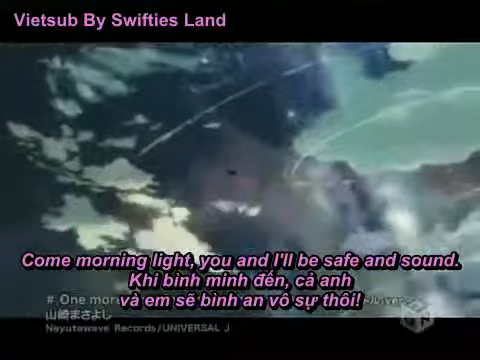 Vietsub By Swifties Land
Come morning light, you and I'll be safe and sound.
Khi bình minh đến, cả anh
và em sẽ bình an vô sự thôi!
# One mor
山崎まさよし
Nayutawave Records/UNIVERSAL J